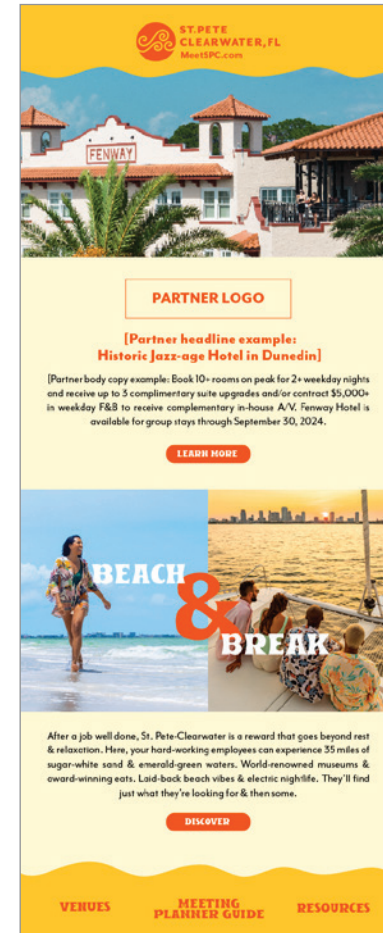 ST.PETE
CLEARWATER,FL
MeetSPC.com
FENWAY
PARTNER LOGO
[Partner headline example:
Historic Jazz-age Hotel in Dunedin]
[Partner body copy example: Book 10+ rooms on peak for 2+ weekday nights
and receive up to 3 complimentary suite upgrades and/or contract $5,000+
in weekday F&B to receive complementary in-house A/V. Fenway Hotel is
available for group stays through September 30, 2024.
LEARN MORE
BEACH
&
BREAK
After a job well done, St. Pete-Clearwater is a reward that goes beyond rest
& relaxation. Here, your hard-working employees can experience 35 miles of
sugar-white sand & emerald-green waters. World-renowned museums &
award-winning eats. Laid-back beach vibes & electric nightlife. They'll find
just what they're looking for & then some.
DISCOVER
VENUES
MEETING
PLANNER GUIDE
RESOURCES